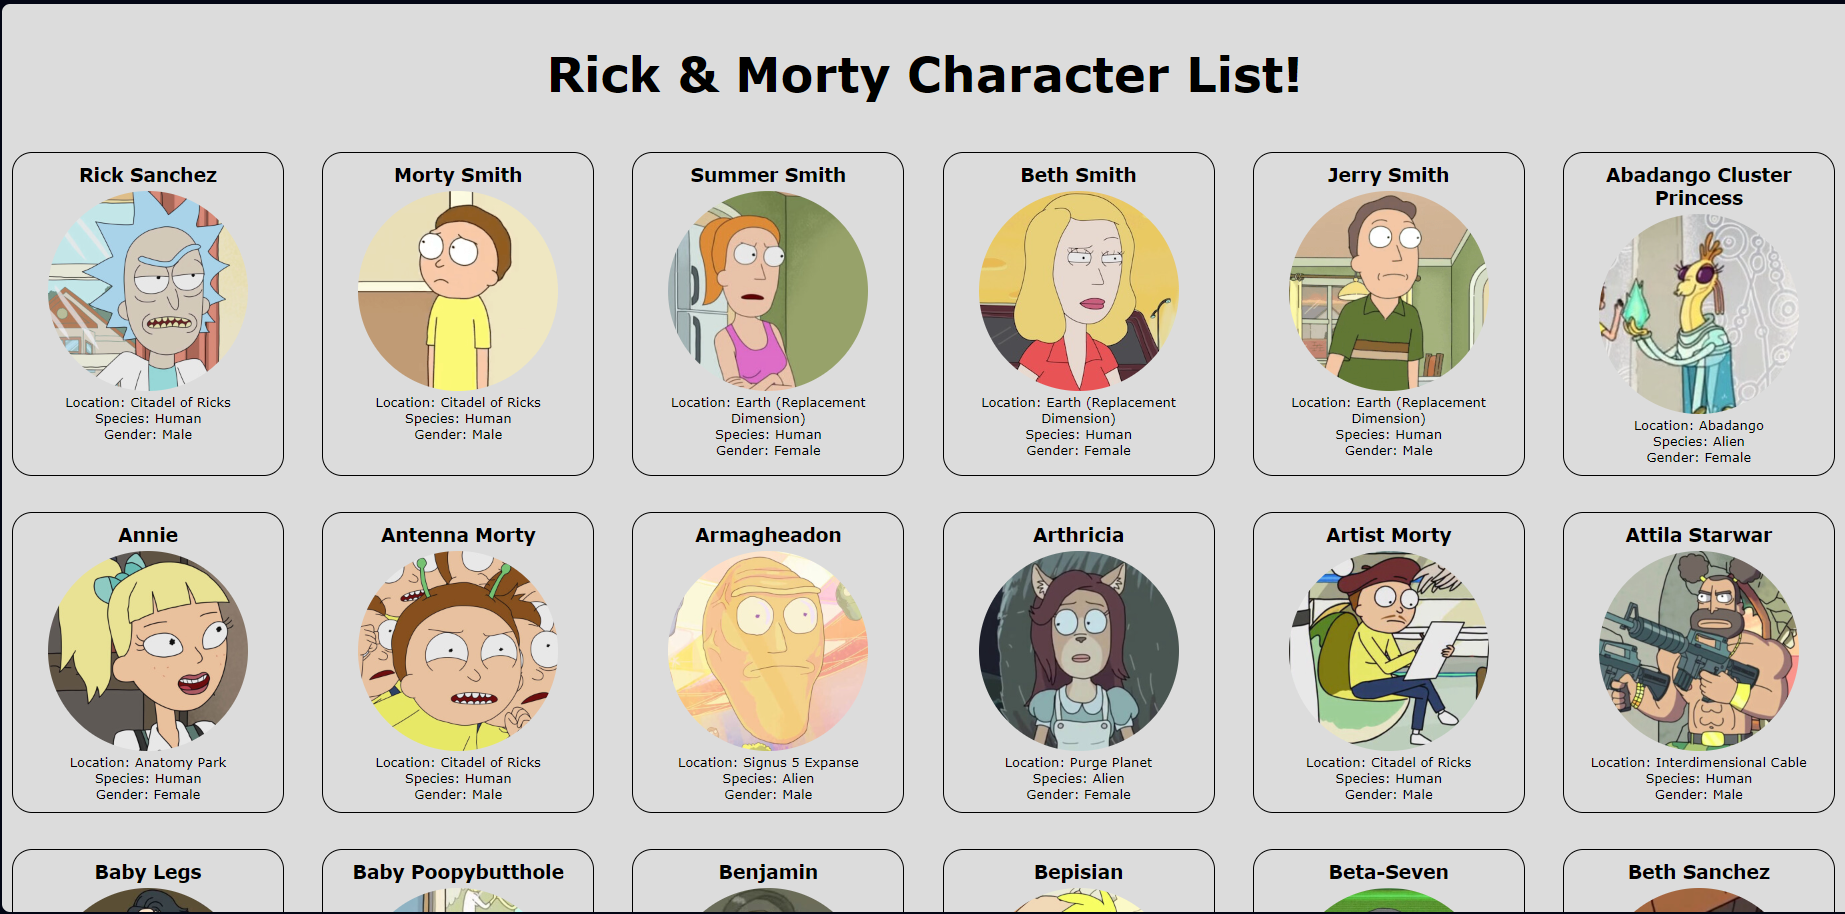 Rick & Morty Character List!
Rick Sanchez
Location: Citadel of Ricks
Species: Human
Gender: Male
Morty Smith
Location: Citadel of Ricks
Species: Human
Gender: Male
Summer Smith
Location: Earth (Replacement
Dimension)
Species: Human
Gender: Female
Beth Smith
Location: Earth (Replacement
Dimension)
Species: Human
Gender: Female
Jerry Smith
Location: Earth (Replacement
Dimension)
Species: Human
Gender: Male
Abadango Cluster
Princess
Location: Abadango
Species: Alien
Gender: Female
Annie
Location: Anatomy Park
Species: Human
Gender: Female
Antenna Morty
Location: Citadel of Ricks
Species: Human
Gender: Male
Armagheadon
Location: Signus 5 Expanse
Species: Alien
Gender: Male
Arthricia
Location: Purge Planet
Species: Alien
Gender: Female
Artist Morty
Location: Citadel of Ricks
Species: Human
Gender: Male
Attila Starwar
Location: Interdimensional Cable
Species: Human
Gender: Male
Baby Legs
Baby Poopybutthole
Benjamin
Bepisian
Beta-Seven
Beth Sanchez